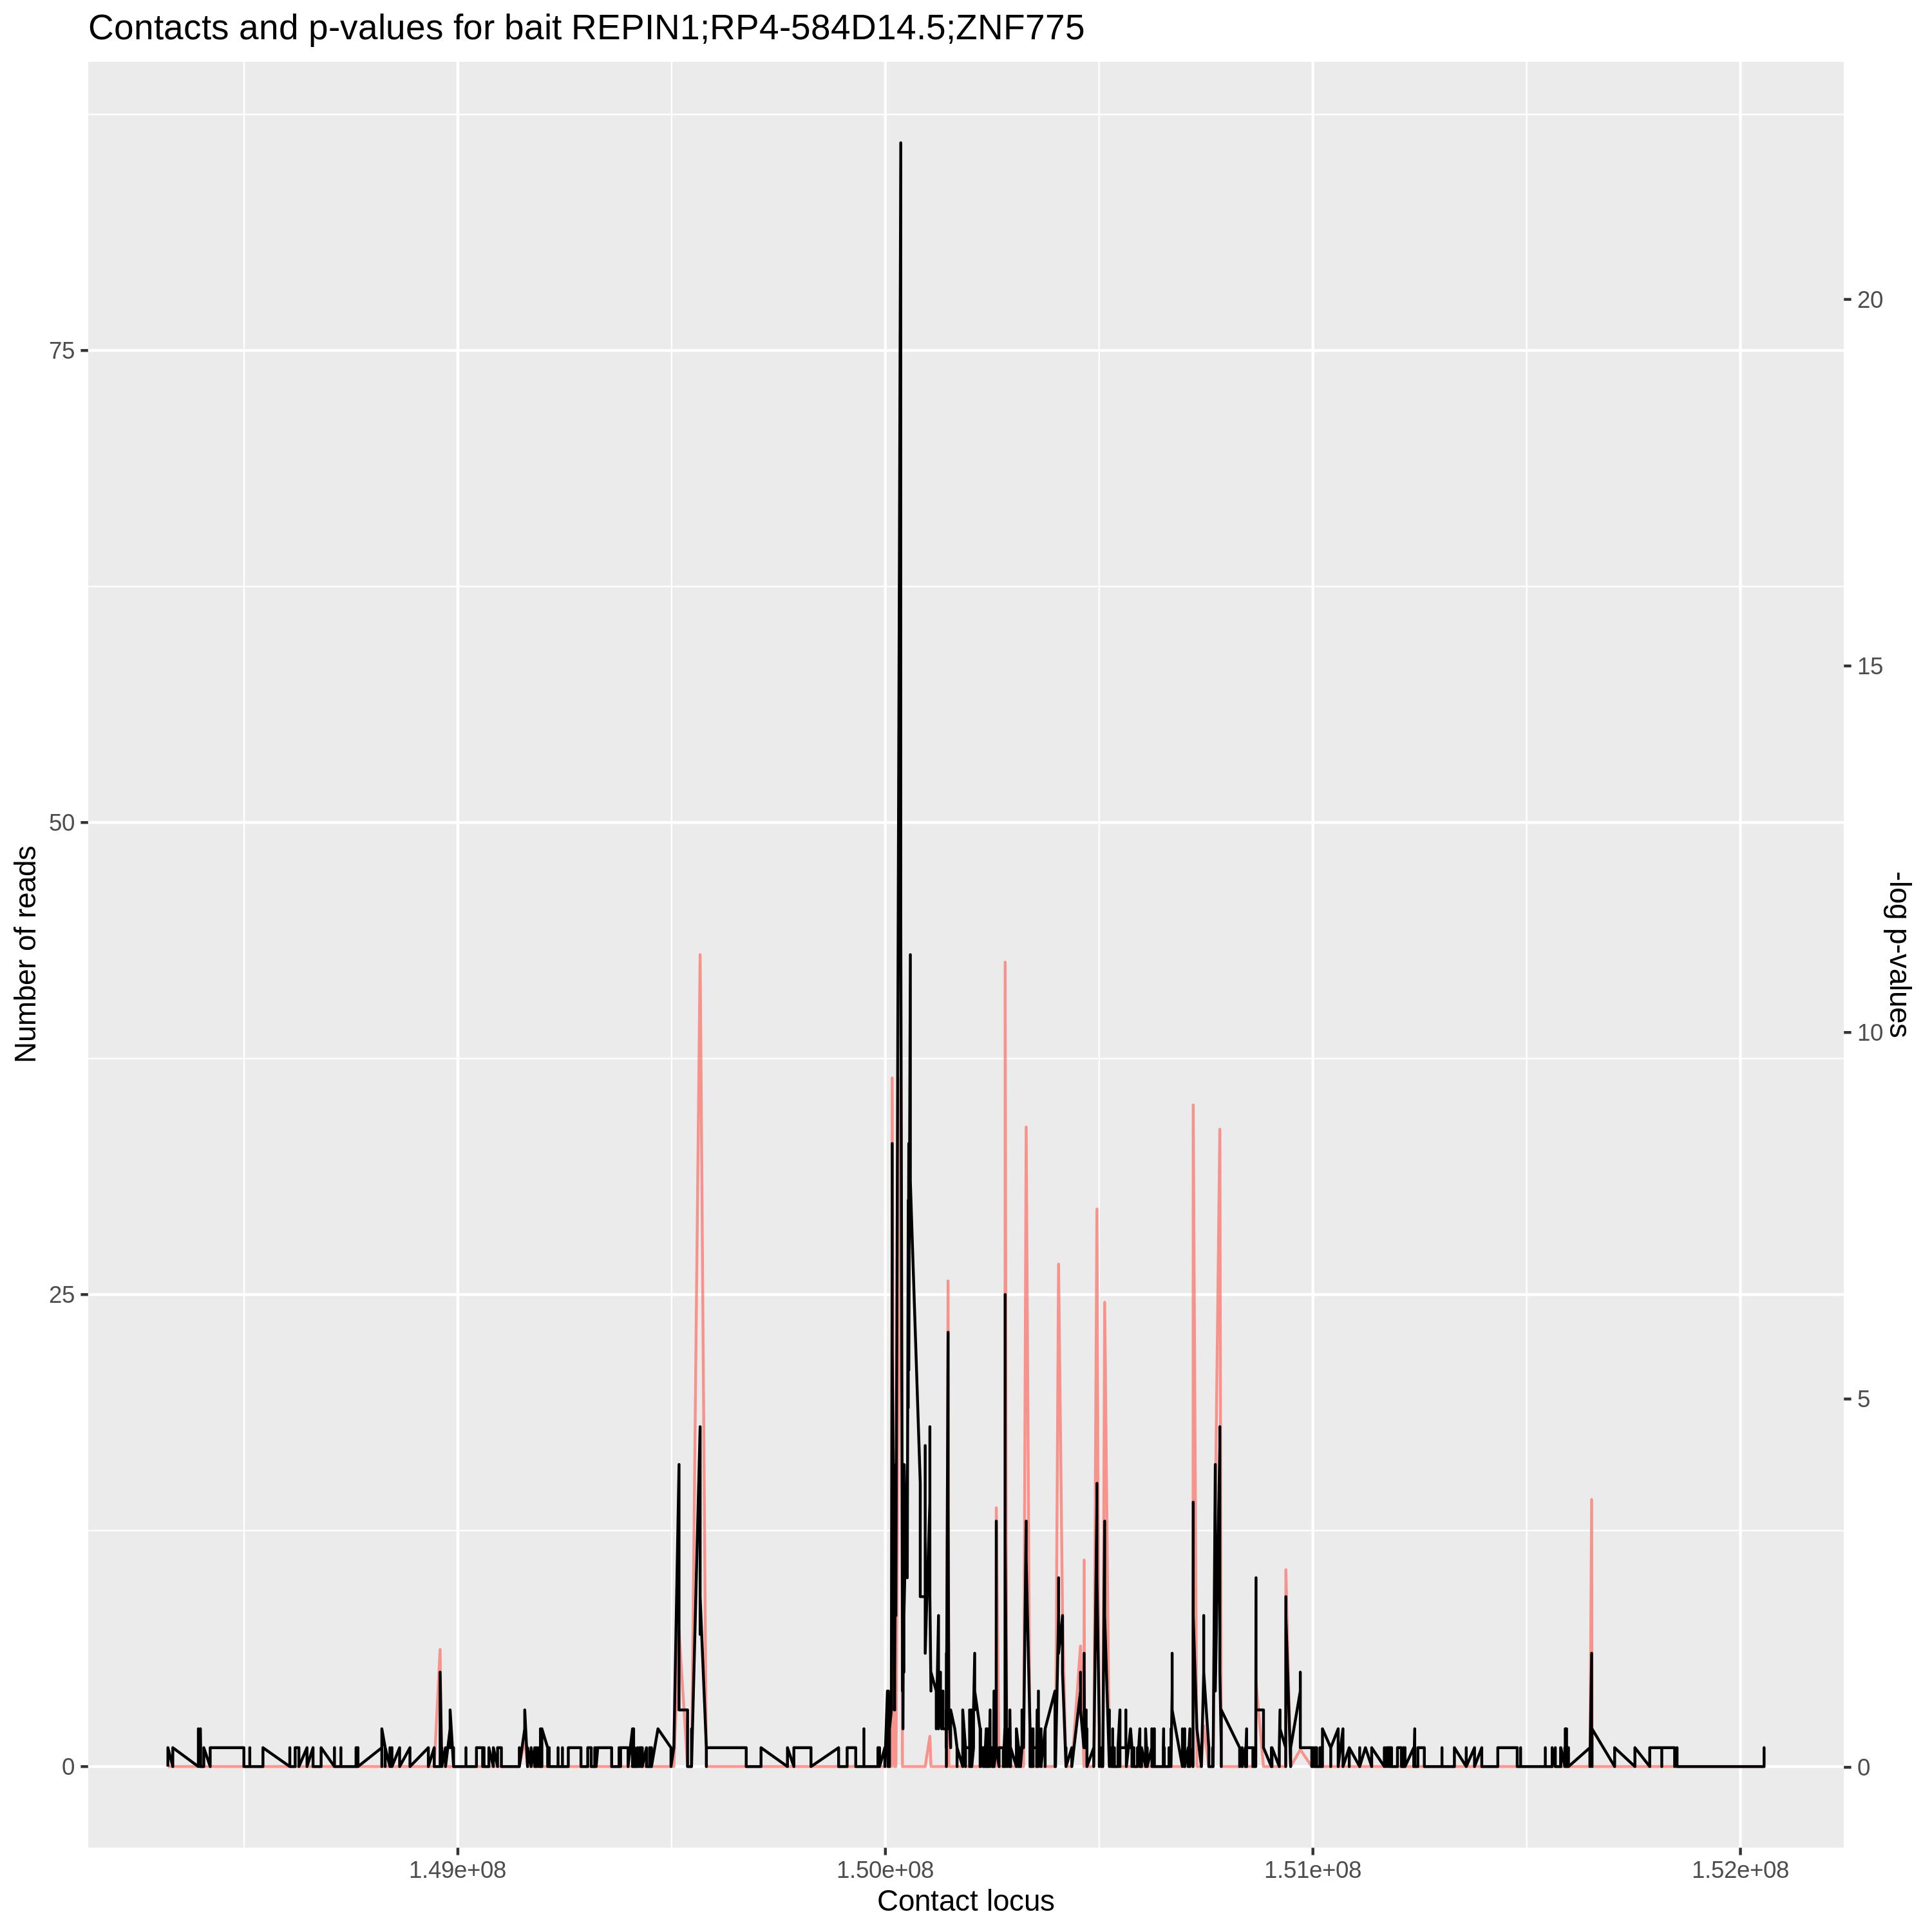 Contacts and p-values for bait REPIN1;RP4-584D14.5;ZNF775
Number of reads
75
50
25
0
20
15
10
5
0
-log p-values
1.49e+08
1.50e+08
1.51e+08
1.52e+08
Contact locus